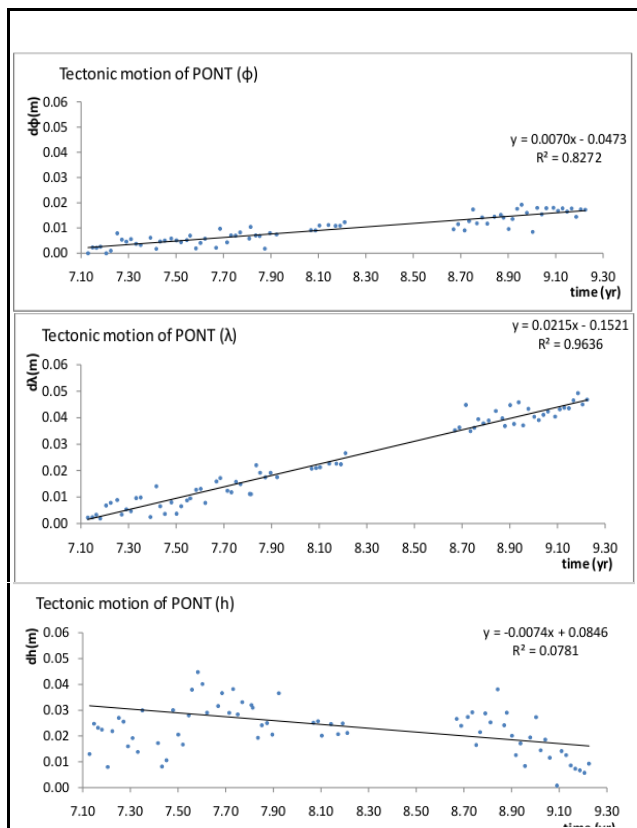 Tectonic motion of PONT (ϕ)
dϕ(m)
0.06
0.05
0.04
0.03
0.02
0.01
0.00
y = 0.0070x - 0.0473
R² = 0.8272
7.13 7.30 7.50 7.70 7.90 8.10 8.30 8.50 8.70 8.90 9.10 9.30
time (yr)
Tectonic motion of PONT (λ)
dλ(m)
0.06
0.05
0.04
0.03
0.02
0.01
0.00
y = 0.0215x - 0.1521
R² = 0.9636
7.13 7.30 7.50 7.70 7.90 8.10 8.30 8.50 8.70 8.90 9.10 9.30
time (yr)
Tectonic motion of PONT (h)
dh(m)
0.06
0.05
0.04
0.03
0.02
0.01
0.00
y = -0.0074x + 0.0846
R² = 0.0781
7.13 7.30 7.50 7.70 7.90 8.10 8.30 8.50 8.70 8.90 9.10 9.30
time (yr)